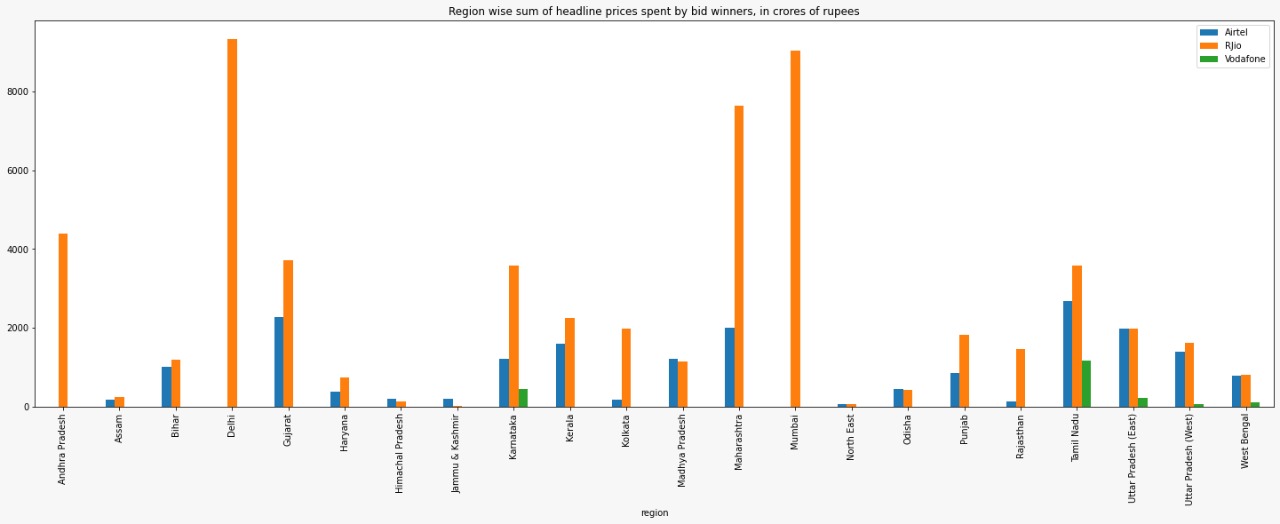 Region wise sum of headline prices spent by bid winners, in crores of rupees
Airtel
RJio
Vodafone
8000
6000
4000
2000
0
Andhra Pradesh
Assam
Bihar
Delhi
Gujarat
Haryana
Himachal Pradesh
Jammu & Kashmir
Karnataka
Kerala
Kolkata
Madhya Pradesh
Maharashtra
Mumbai
North East
Odisha
Punjab
Rajasthan
Tamil Nadu
Uttar Pradesh (East)
Uttar Pradesh (West)
West Bengal
region